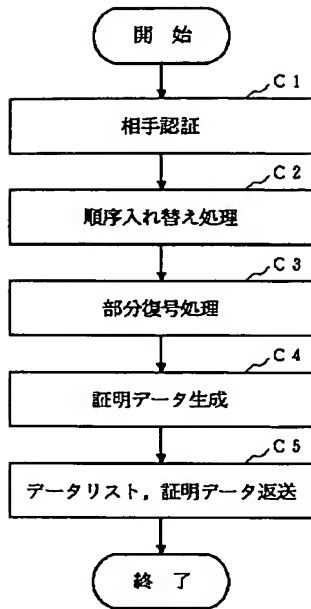 開 始
C 1
相手認証
C 2
順序入れ替え処理
C 3
部分復号処理
C 4
証明データ生成
C 5
データリスト，証明データ返送
終 了